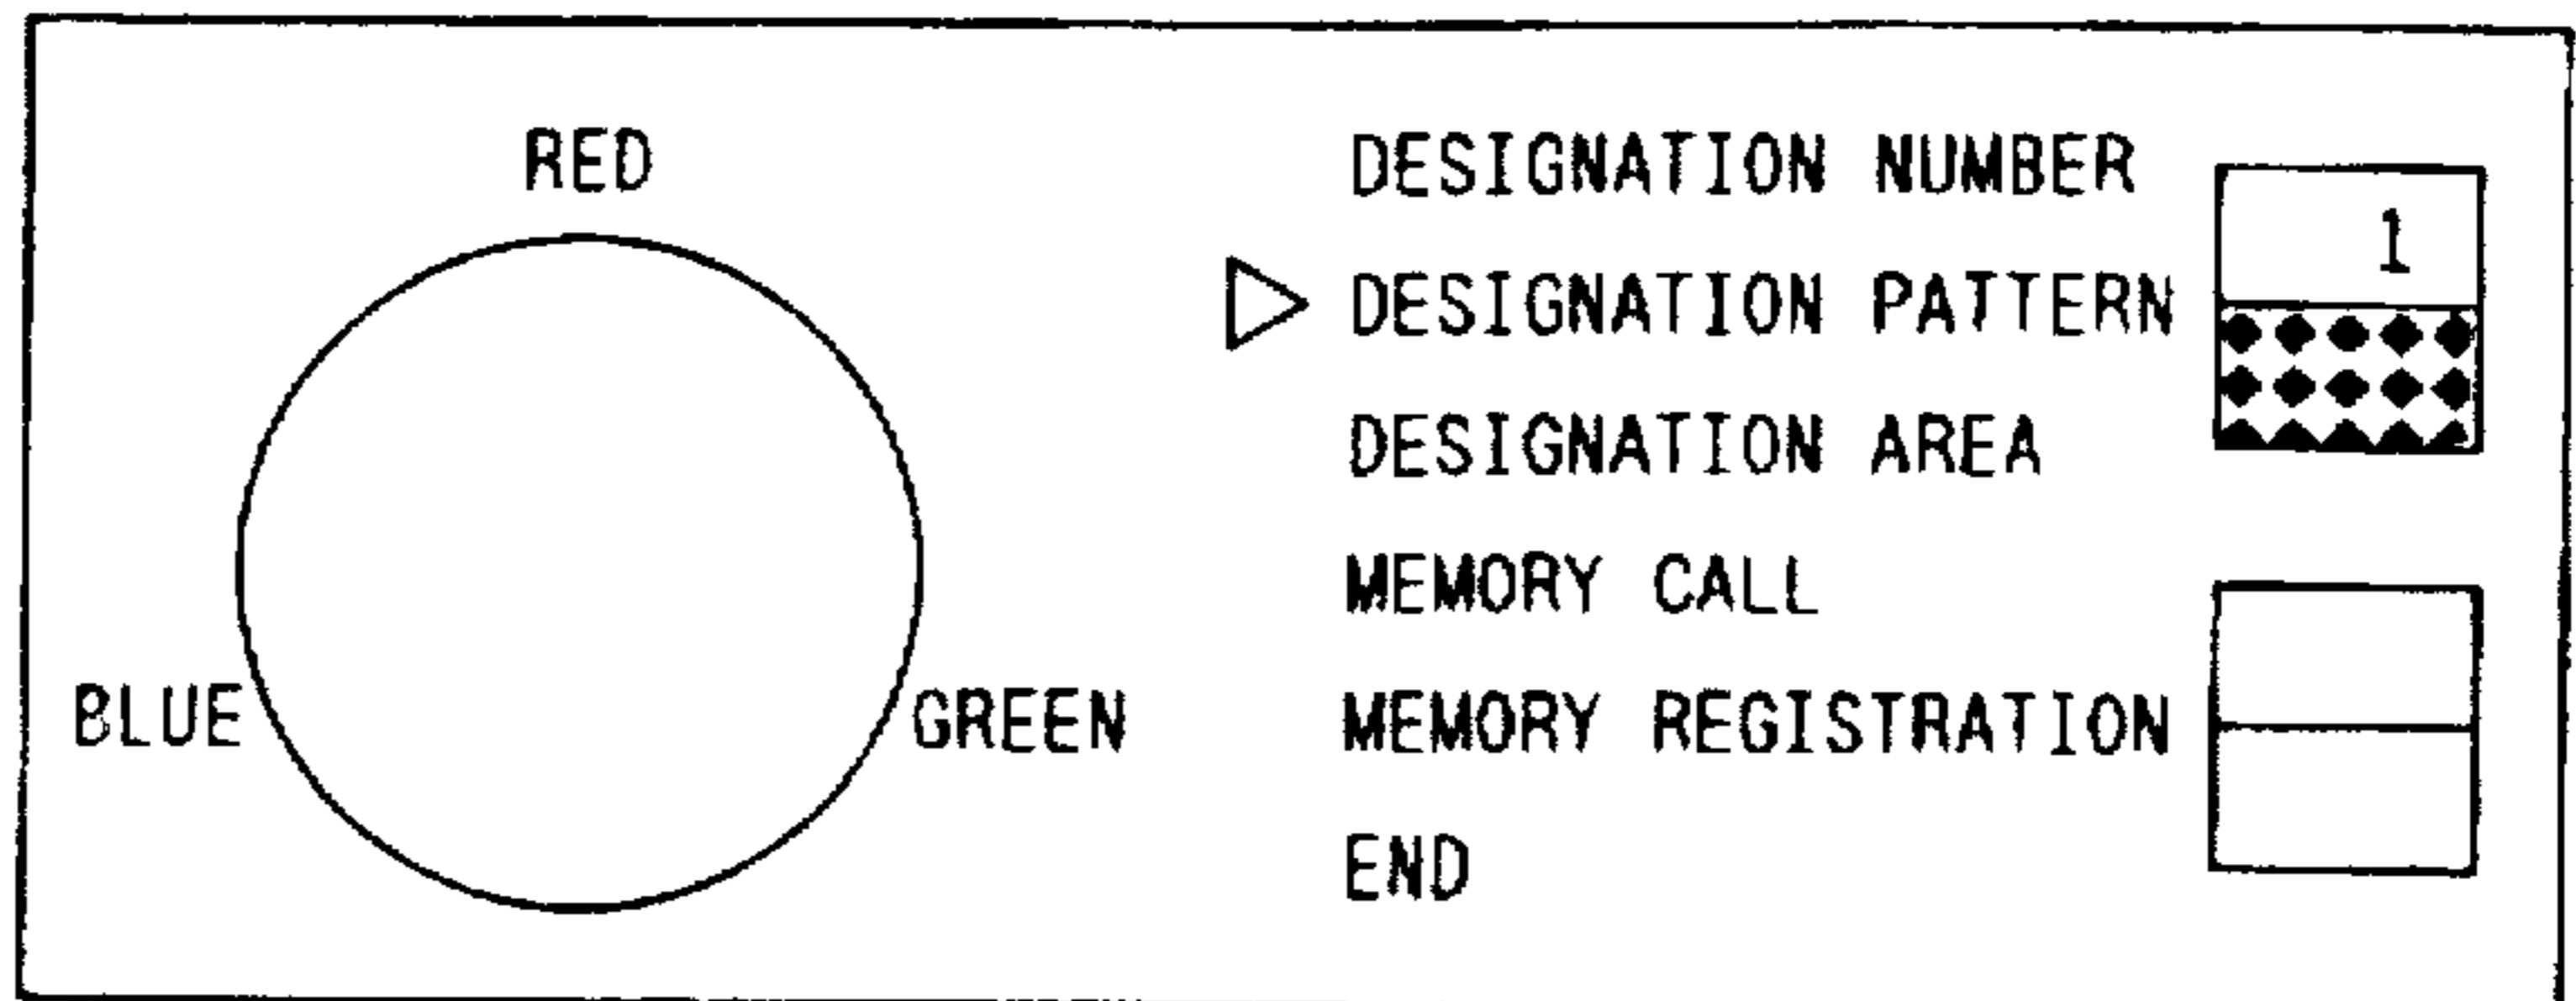 RED
BLUE
GREEN
DESIGNATION NUMBER
1
DESIGNATION PATTERN
DESIGNATION AREA
MEMORY CALL
MEMORY REGISTRATION
END